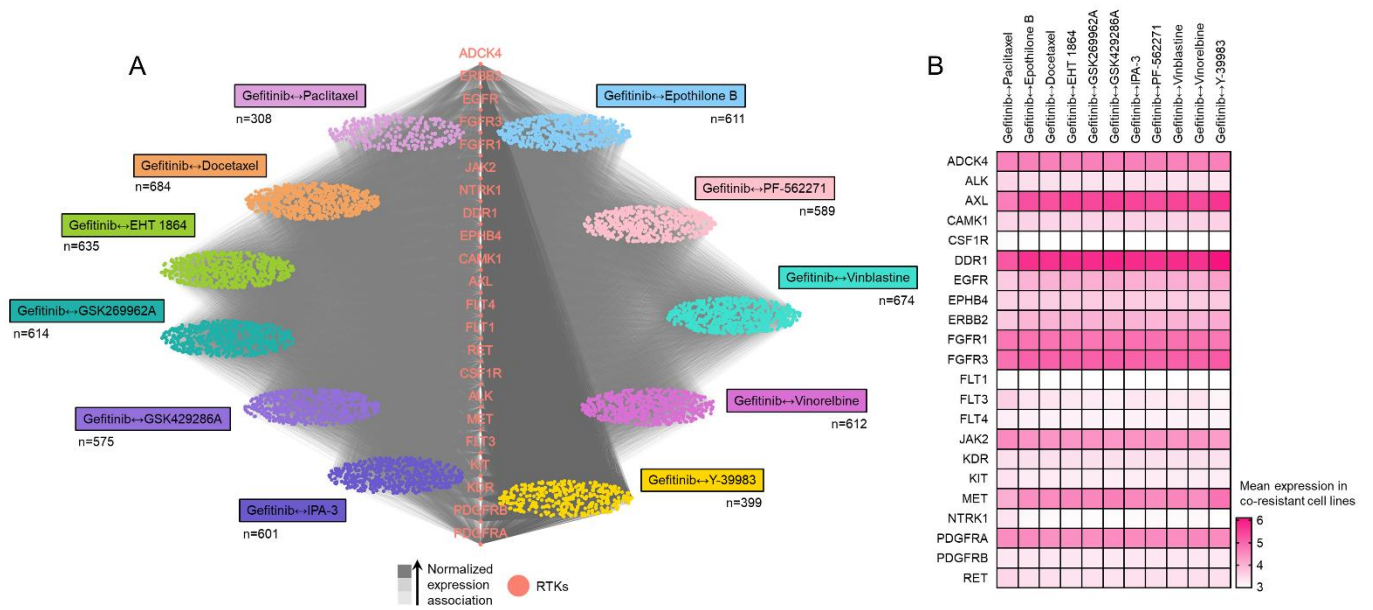 A
ADCK4
ERBB2
EGFR
FGFR3
FGFR1
JAK2
NTRK1
DDR1
EPHB4
CAMK1
AXL
FLT4
FLT1
RET
CSF1R
ALK
MET
FLT3
KIT
KDR
PDGFRB
PDGFRA
Gefitinib↔Paclitaxel
n=308
Gefitinib↔Docetaxel
n=684
Gefitinib↔EHT 1864
n=635
Gefitinib↔GSK269962A
n=614
Gefitinib↔GSK429286A
n=575
Gefitinib↔IPA-3
n=601
Gefitinib↔Epothilone B
n=611
Gefitinib↔PF-562271
n=589
Gefitinib↔Vinblastine
n=674
Gefitinib↔Vinorelbine
n=612
Gefitinib↔Y-39983
n=399
Normalized
expression
association
RTKs
B
Gefitinib↔Paclitaxel
Gefitinib↔Epothilone B
Gefitinib↔Docetaxel
Gefitinib↔EHT 1864
Gefitinib↔GSK269962A
Gefitinib↔GSK429286A
Gefitinib↔IPA-3
Gefitinib↔PF-562271
Gefitinib↔Vinblastine
Gefitinib↔Vinorelbine
Gefitinib↔Y-39983
ADCK4
ALK
AXL
CAMK1
CSF1R
DDR1
EGFR
EPHB4
ERBB2
FGFR1
FGFR3
FLT1
FLT3
FLT4
JAK2
KDR
KIT
MET
NTRK1
PDGFRA
PDGFRB
RET
Mean expression in
co-resistant cell lines
6
5
4
3